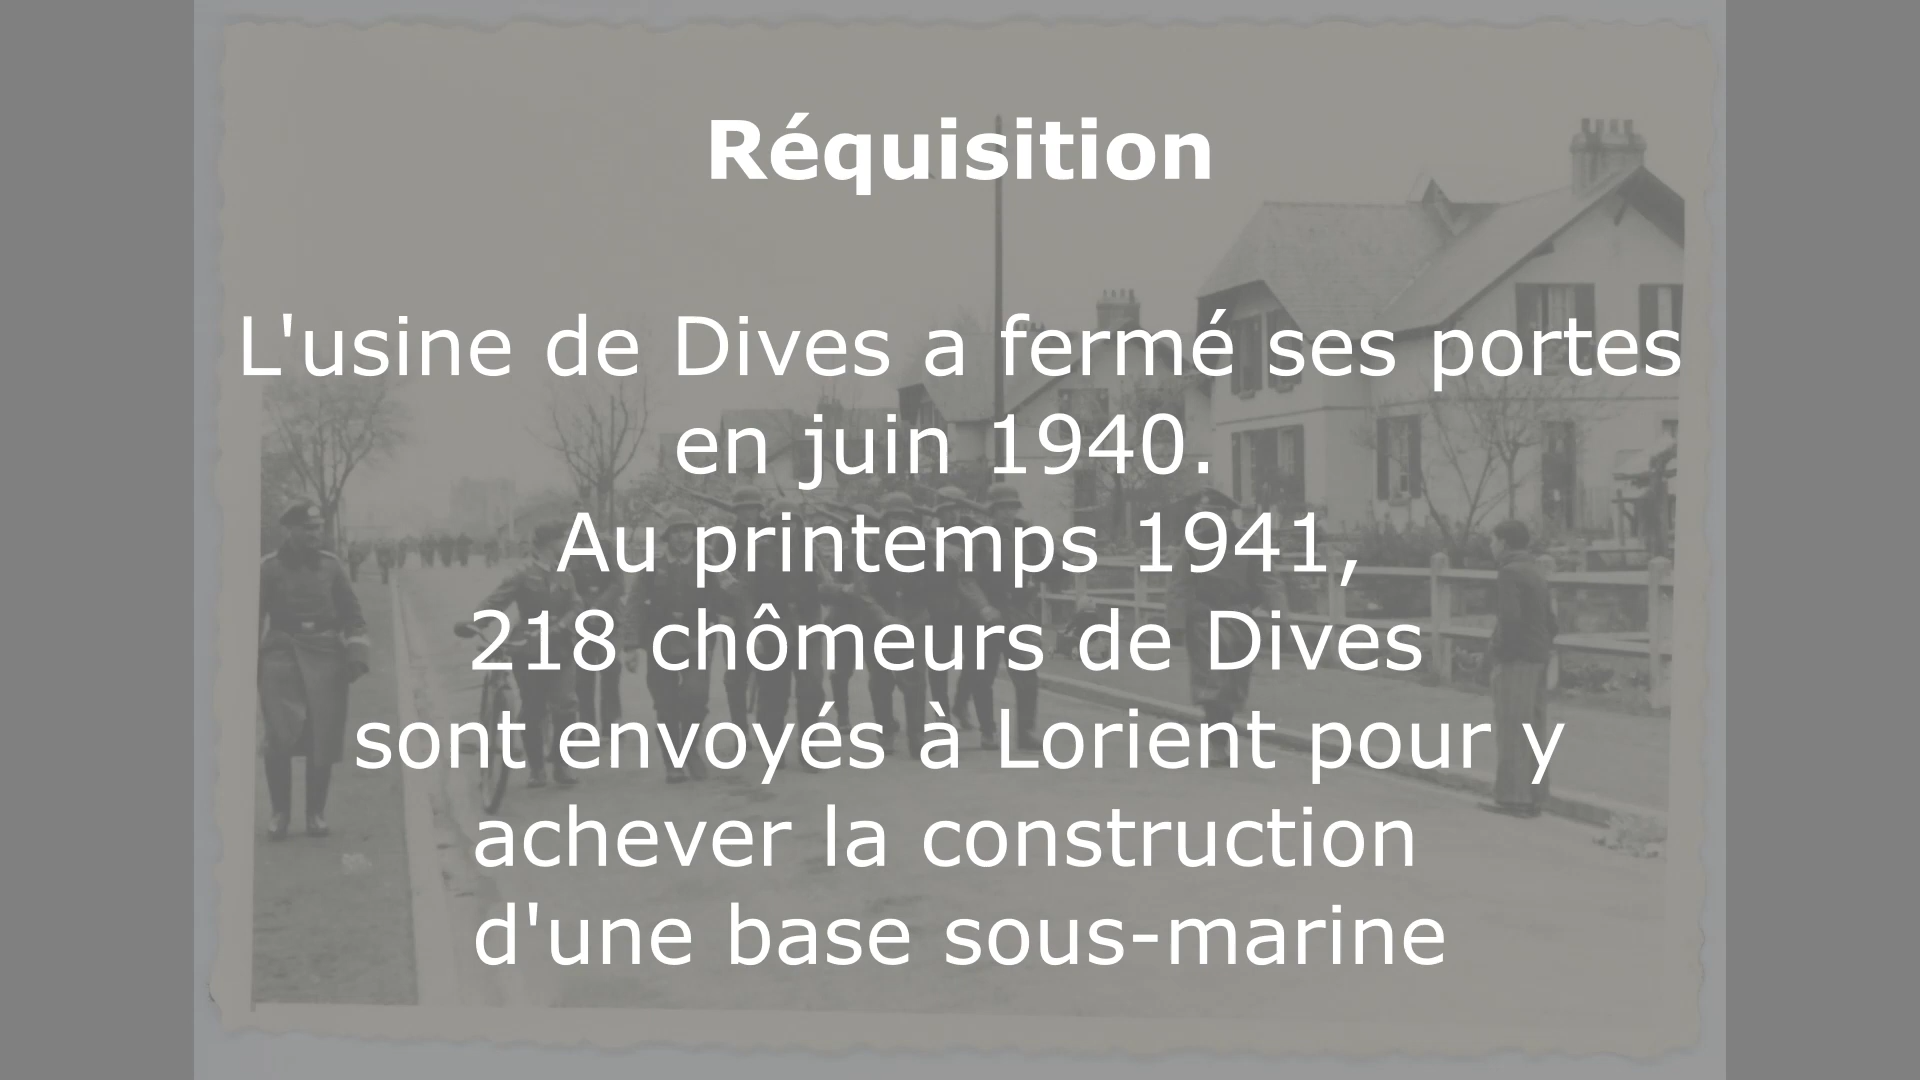 Réquisition
L'usine de Dives a fermé ses portes
en juin 1940.
Au printemps 1941,
218 chômeurs de Dives
sont envoyés à Lorient pour y
achever la construction
d'une base sous-marine